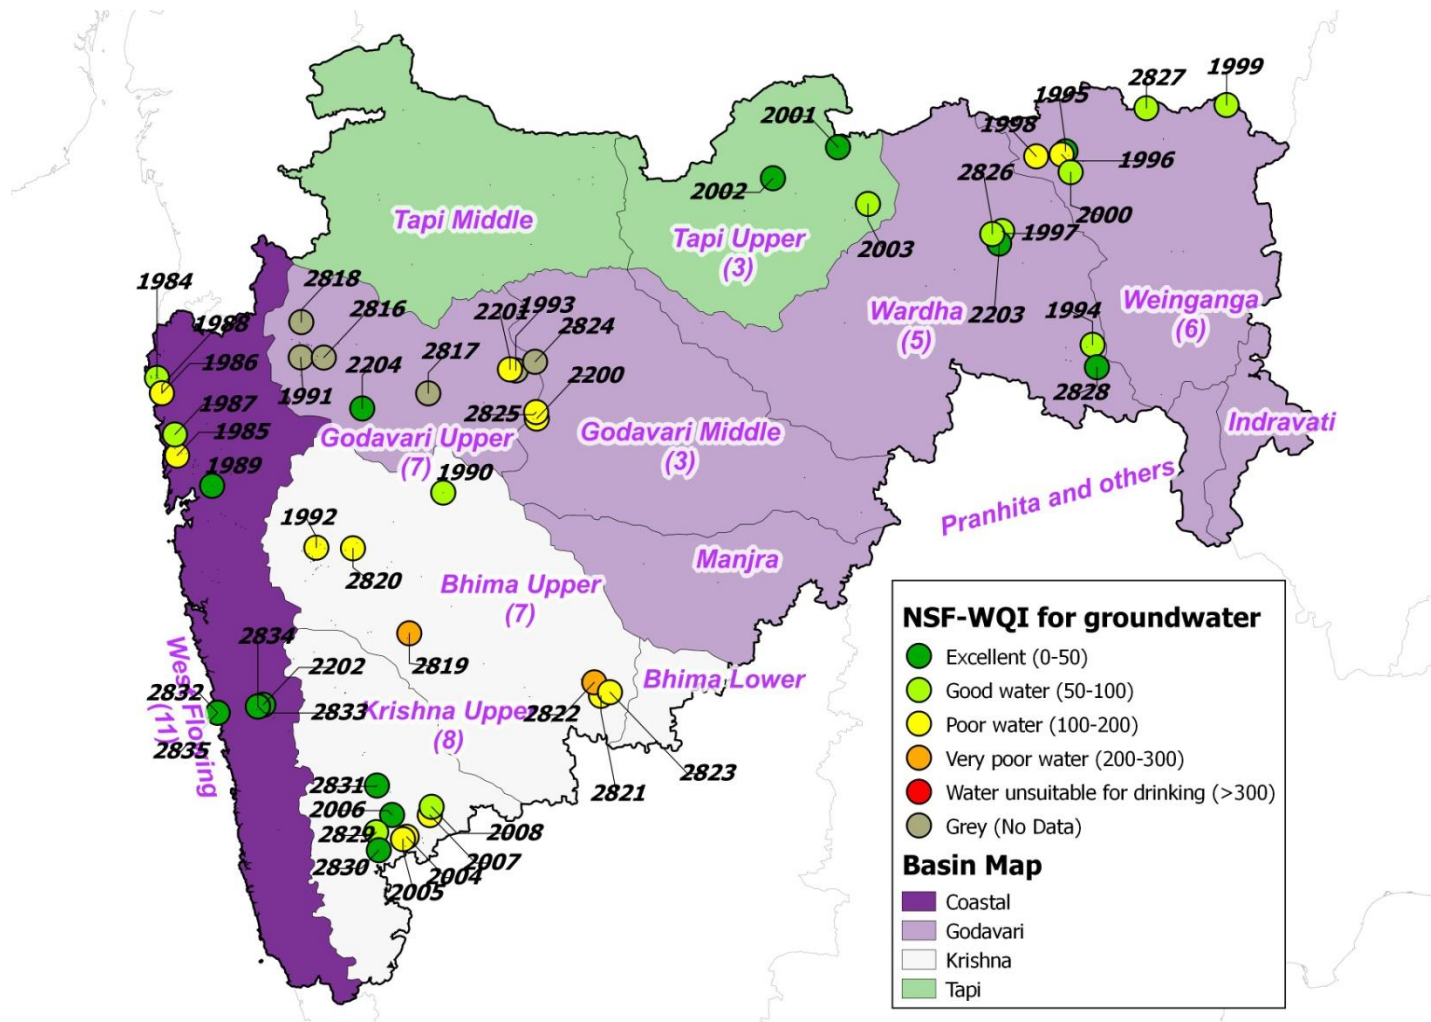 2827
1999
1995
1998
2001
1996
2826
2002
2000
Tapi Middle
Tapi Upper
(3)
1997
2003
2818
1984
2816
2201
1993
2824
1988
1986
Wardha
(5)
2203
Weinganga
(6)
1994
2204
2817
2200
1991
2825
2828
1987
1985
1989
Godavari Upper
(7)
Godavari Middle
(3)
Indravati
1990
Pranhita and others
1992
2820
Manjra
Bhima Upper
(7)
2834
2202
2819
Bhima Lower
2832
2833
West Flowing
(11)
Krishna Upper
(8)
2822
2835
2823
2821
2831
2006
2829
2008
2830
2007
2004
2005
NSF-WQI for groundwater
Excellent (0-50)
Good water (50-100)
Poor water (100-200)
Very poor water (200-300)
Water unsuitable for drinking (>300)
Grey (No Data)
Basin Map
Coastal
Godavari
Krishna
Tapi